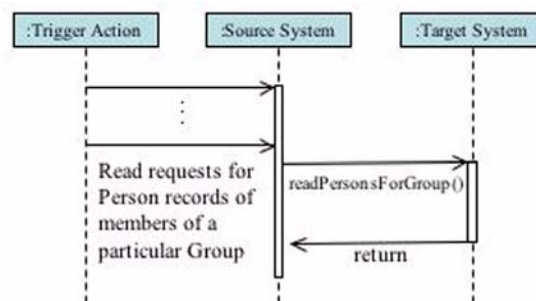 :Trigger Action
:Source System
:Target System
Read requests for
Person records of
members of a
particular Group
readPersonsForGroup()
return